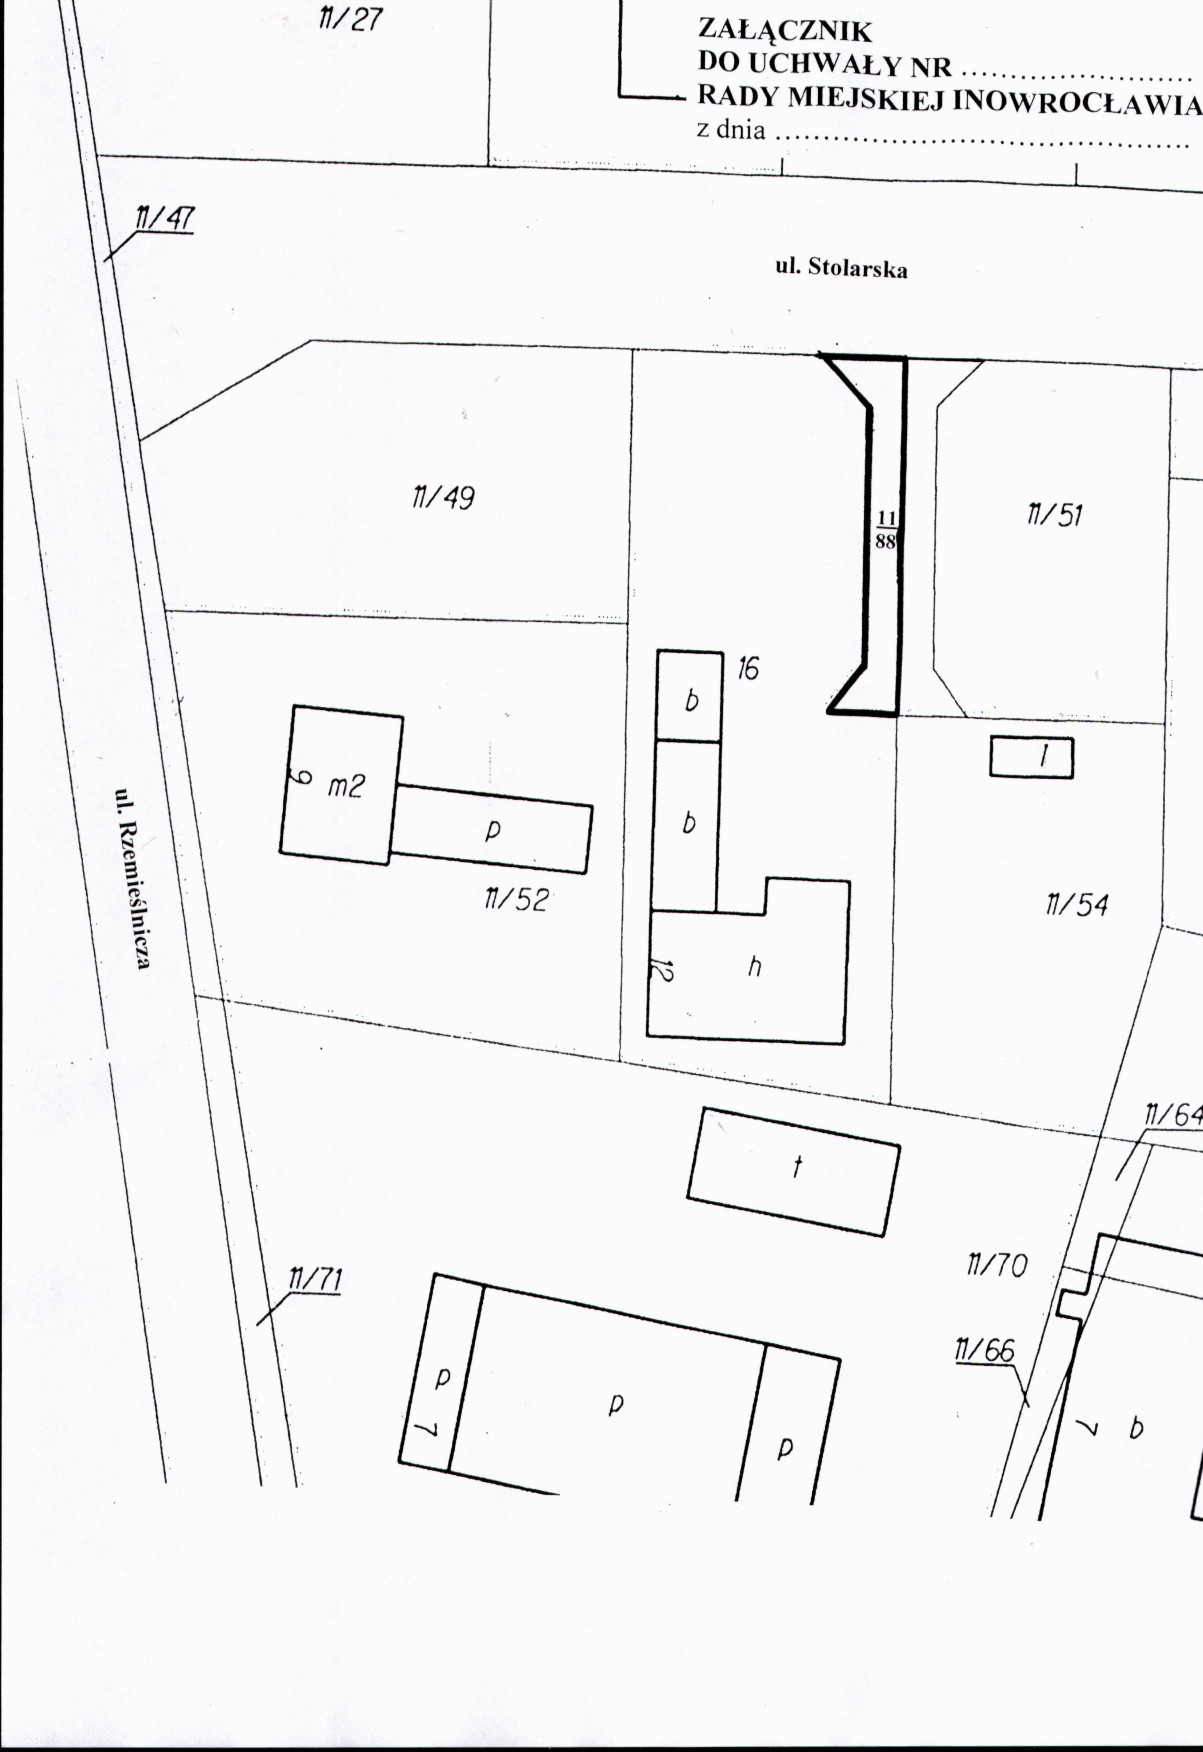 11/27
ZAŁĄCZNIK
DO UCHWAŁY NR ........................
RADY MIEJSKIEJ INOWROCŁAWIA
z dnia ..........................................
11/47
ul. Stolarska
11/49
11
88
11/51
16
b
l
9
m2
b
p
ul. Rzemieślnicza
11/52
11/54
12
h
11/64
t
11/70
11/71
11/66
p
7
p
p
7
b